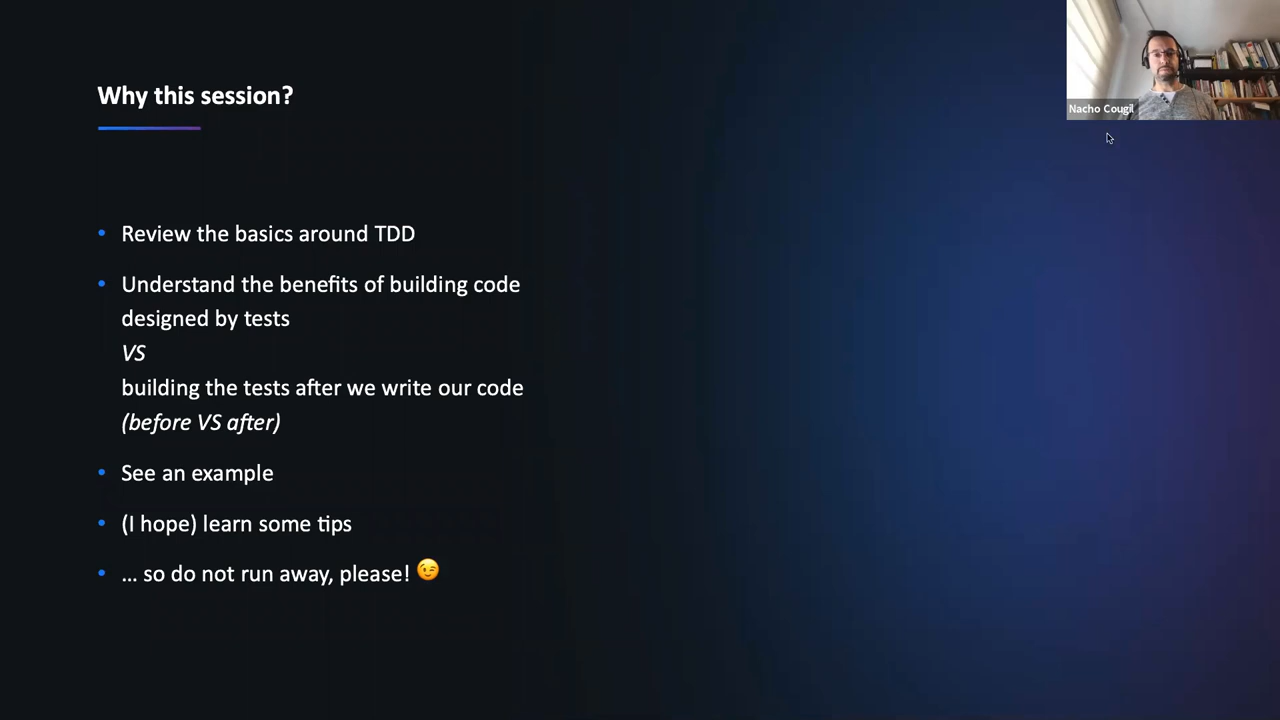 Why this session?
Nacho Cougil
• Review the basics around TDD
• Understand the benefits of building code
designed by tests
VS
building the tests after we write our code
(before VS after)
• See an example
• (I hope) learn some tips
• ... so do not run away, please! 😉